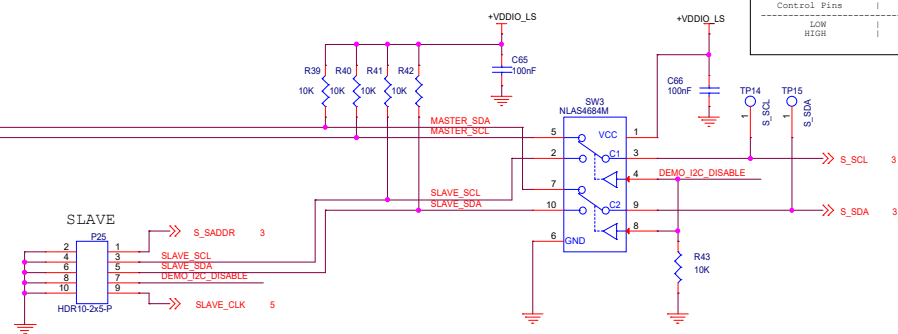 Control Pins |
LOW |
HIGH |
+VDDIO_LS
+VDDIO_LS
R39 R40 R41 R42
10K 10K 10K 10K
C65
100nF
C66
100nF
TP14 TP15
1 S_SCL
1 S_SDA
SW3
NLAS4684M
MASTER_SDA
MASTER_SCL
5 VCC 1
2 C1 3
S_SCL 3
4 DEMO_I2C_DISABLE
7
SLAVE_SCL
SLAVE_SDA
10 C2 9
S_SDA 3
8
6 GND
R43
10K
SLAVE
P25
S_SADDR 3
2 1
4 3 SLAVE_SCL
6 5 SLAVE_SDA
8 7 DEMO_I2C_DISABLE
10 9
SLAVE_CLK 5
HDR10-2x5-P